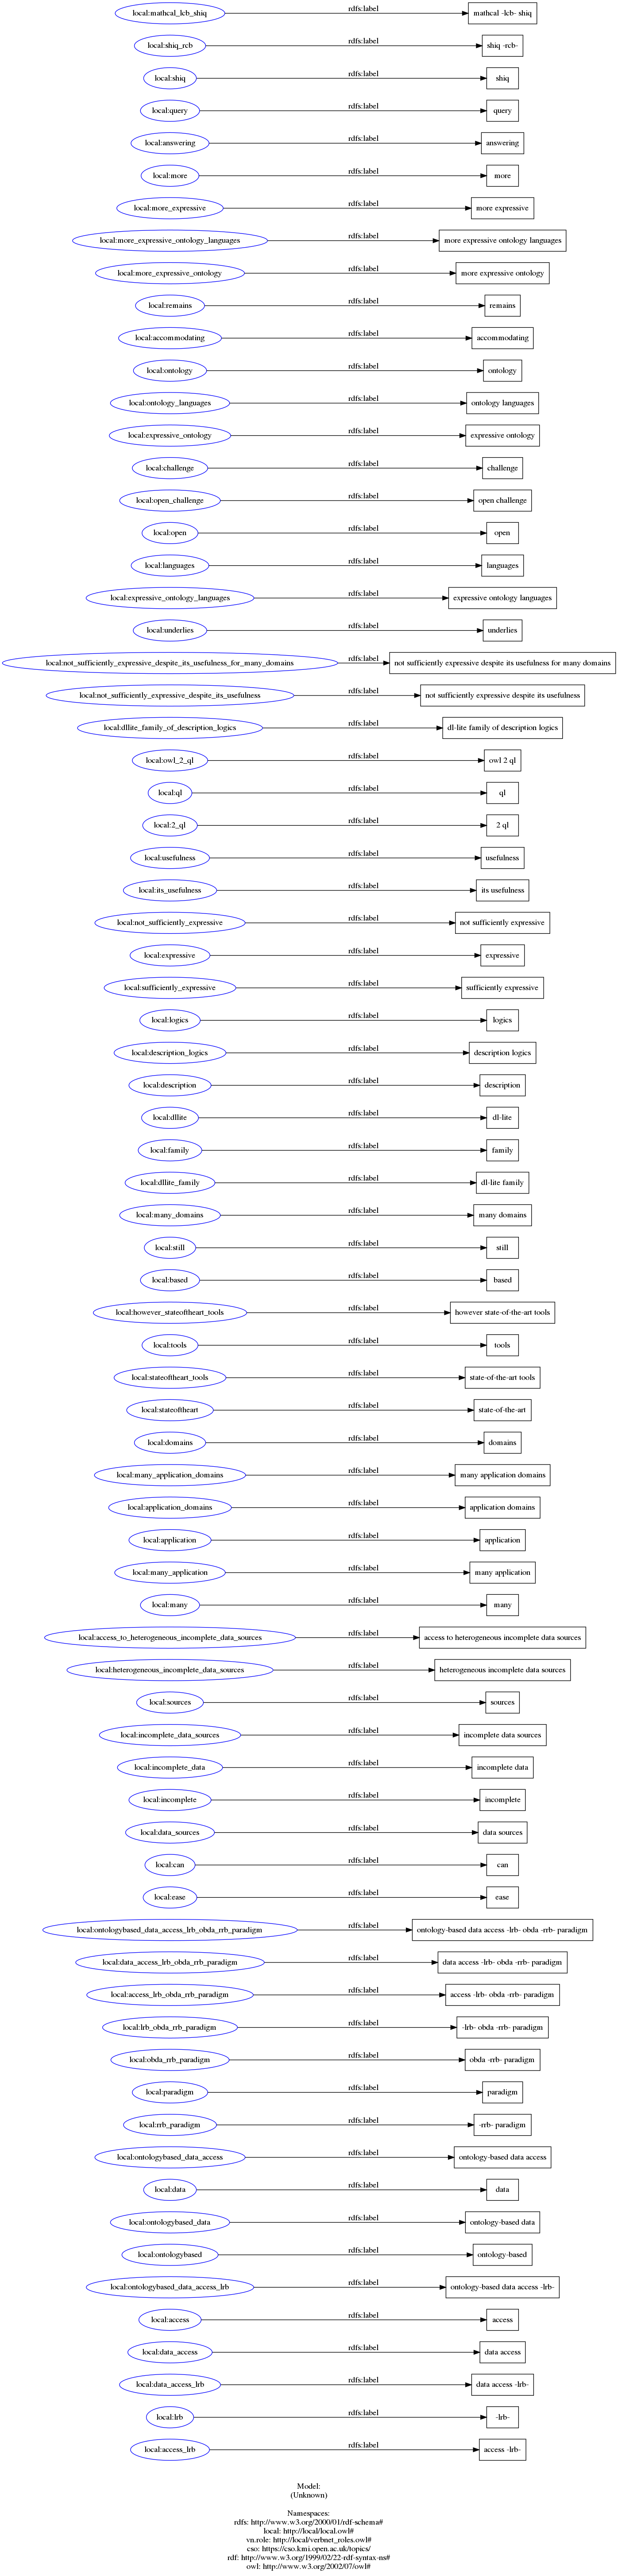 local:mathcal_lcb_shiq rdfs:label mathcal -lcb- shiq
local:shiq_rcb rdfs:label shiq -rcb-
local:shiq rdfs:label shiq
local:query rdfs:label query
local:answering rdfs:label answering
local:more rdfs:label more
local:more_expressive rdfs:label more expressive
local:more_expressive_ontology_languages rdfs:label more expressive ontology languages
local:more_expressive_ontology rdfs:label more expressive ontology
local:remains rdfs:label remains
local:accommodating rdfs:label accommodating
local:ontology rdfs:label ontology
local:ontology_languages rdfs:label ontology languages
local:expressive_ontology rdfs:label expressive ontology
local:challenge rdfs:label challenge
local:open_challenge rdfs:label open challenge
local:open rdfs:label open
local:languages rdfs:label languages
local:expressive_ontology_languages rdfs:label expressive ontology languages
local:underlies rdfs:label underlies
local:not_sufficiently_expressive_despite_its_usefulness_for_many_domains rdfs:label not sufficiently expressive despite its usefulness for many domains
local:not_sufficiently_expressive_despite_its_usefulness rdfs:label not sufficiently expressive despite its usefulness
local:dllite_family_of_description_logics rdfs:label dl-lite family of description logics
local:owl_2_ql rdfs:label owl 2 ql
local:ql rdfs:label ql
local:2_ql rdfs:label 2 ql
local:usefulness rdfs:label usefulness
local:its_usefulness rdfs:label its usefulness
local:not_sufficiently_expressive rdfs:label not sufficiently expressive
local:expressive rdfs:label expressive
local:sufficiently_expressive rdfs:label sufficiently expressive
local:logics rdfs:label logics
local:description_logics rdfs:label description logics
local:description rdfs:label description
local:dllite rdfs:label dl-lite
local:family rdfs:label family
local:dllite_family rdfs:label dl-lite family
local:many_domains rdfs:label many domains
local:still rdfs:label still
local:based rdfs:label based
local:however_stateoftheart_tools rdfs:label however state-of-the-art tools
local:tools rdfs:label tools
local:stateoftheart_tools rdfs:label state-of-the-art tools
local:stateoftheart rdfs:label state-of-the-art
local:domains rdfs:label domains
local:many_application_domains rdfs:label many application domains
local:application_domains rdfs:label application domains
local:application rdfs:label application
local:many_application rdfs:label many application
local:many rdfs:label many
local:access_to_heterogeneous_incomplete_data_sources rdfs:label access to heterogeneous incomplete data sources
local:heterogeneous_incomplete_data_sources rdfs:label heterogeneous incomplete data sources
local:sources rdfs:label sources
local:incomplete_data_sources rdfs:label incomplete data sources
local:incomplete_data rdfs:label incomplete data
local:incomplete rdfs:label incomplete
local:data_sources rdfs:label data sources
local:can rdfs:label can
local:ease rdfs:label ease
local:ontologybased_data_access_lrb_obda_rrb_paradigm rdfs:label ontology-based data access -lrb- obda -rrb- paradigm
local:data_access_lrb_obda_rrb_paradigm rdfs:label data access -lrb- obda -rrb- paradigm
local:access_lrb_obda_rrb_paradigm rdfs:label access -lrb- obda -rrb- paradigm
local:lrb_obda_rrb_paradigm rdfs:label -lrb- obda -rrb- paradigm
local:obda_rrb_paradigm rdfs:label obda -rrb- paradigm
local:paradigm rdfs:label paradigm
local:rrb_paradigm rdfs:label -rrb- paradigm
local:ontologybased_data_access rdfs:label ontology-based data access
local:data rdfs:label data
local:ontologybased_data rdfs:label ontology-based data
local:ontologybased rdfs:label ontology-based
local:ontologybased_data_access_lrb rdfs:label ontology-based data access -lrb-
local:access rdfs:label access
local:data_access rdfs:label data access
local:data_access_lrb rdfs:label data access -lrb-
local:lrb rdfs:label -lrb-
local:access_lrb rdfs:label access -lrb-
Model:
(Unknown)
Namespaces:
rdfs: http://www.w3.org/2000/01/rdf-schema#
local: http://local/local.owl#
vn.role: http://local/verbnet_roles.owl#
cso: https://cso.kmi.open.ac.uk/topics/
rdf: http://www.w3.org/1999/02/22-rdf-syntax-ns#
owl: http://www.w3.org/2002/07/owl#